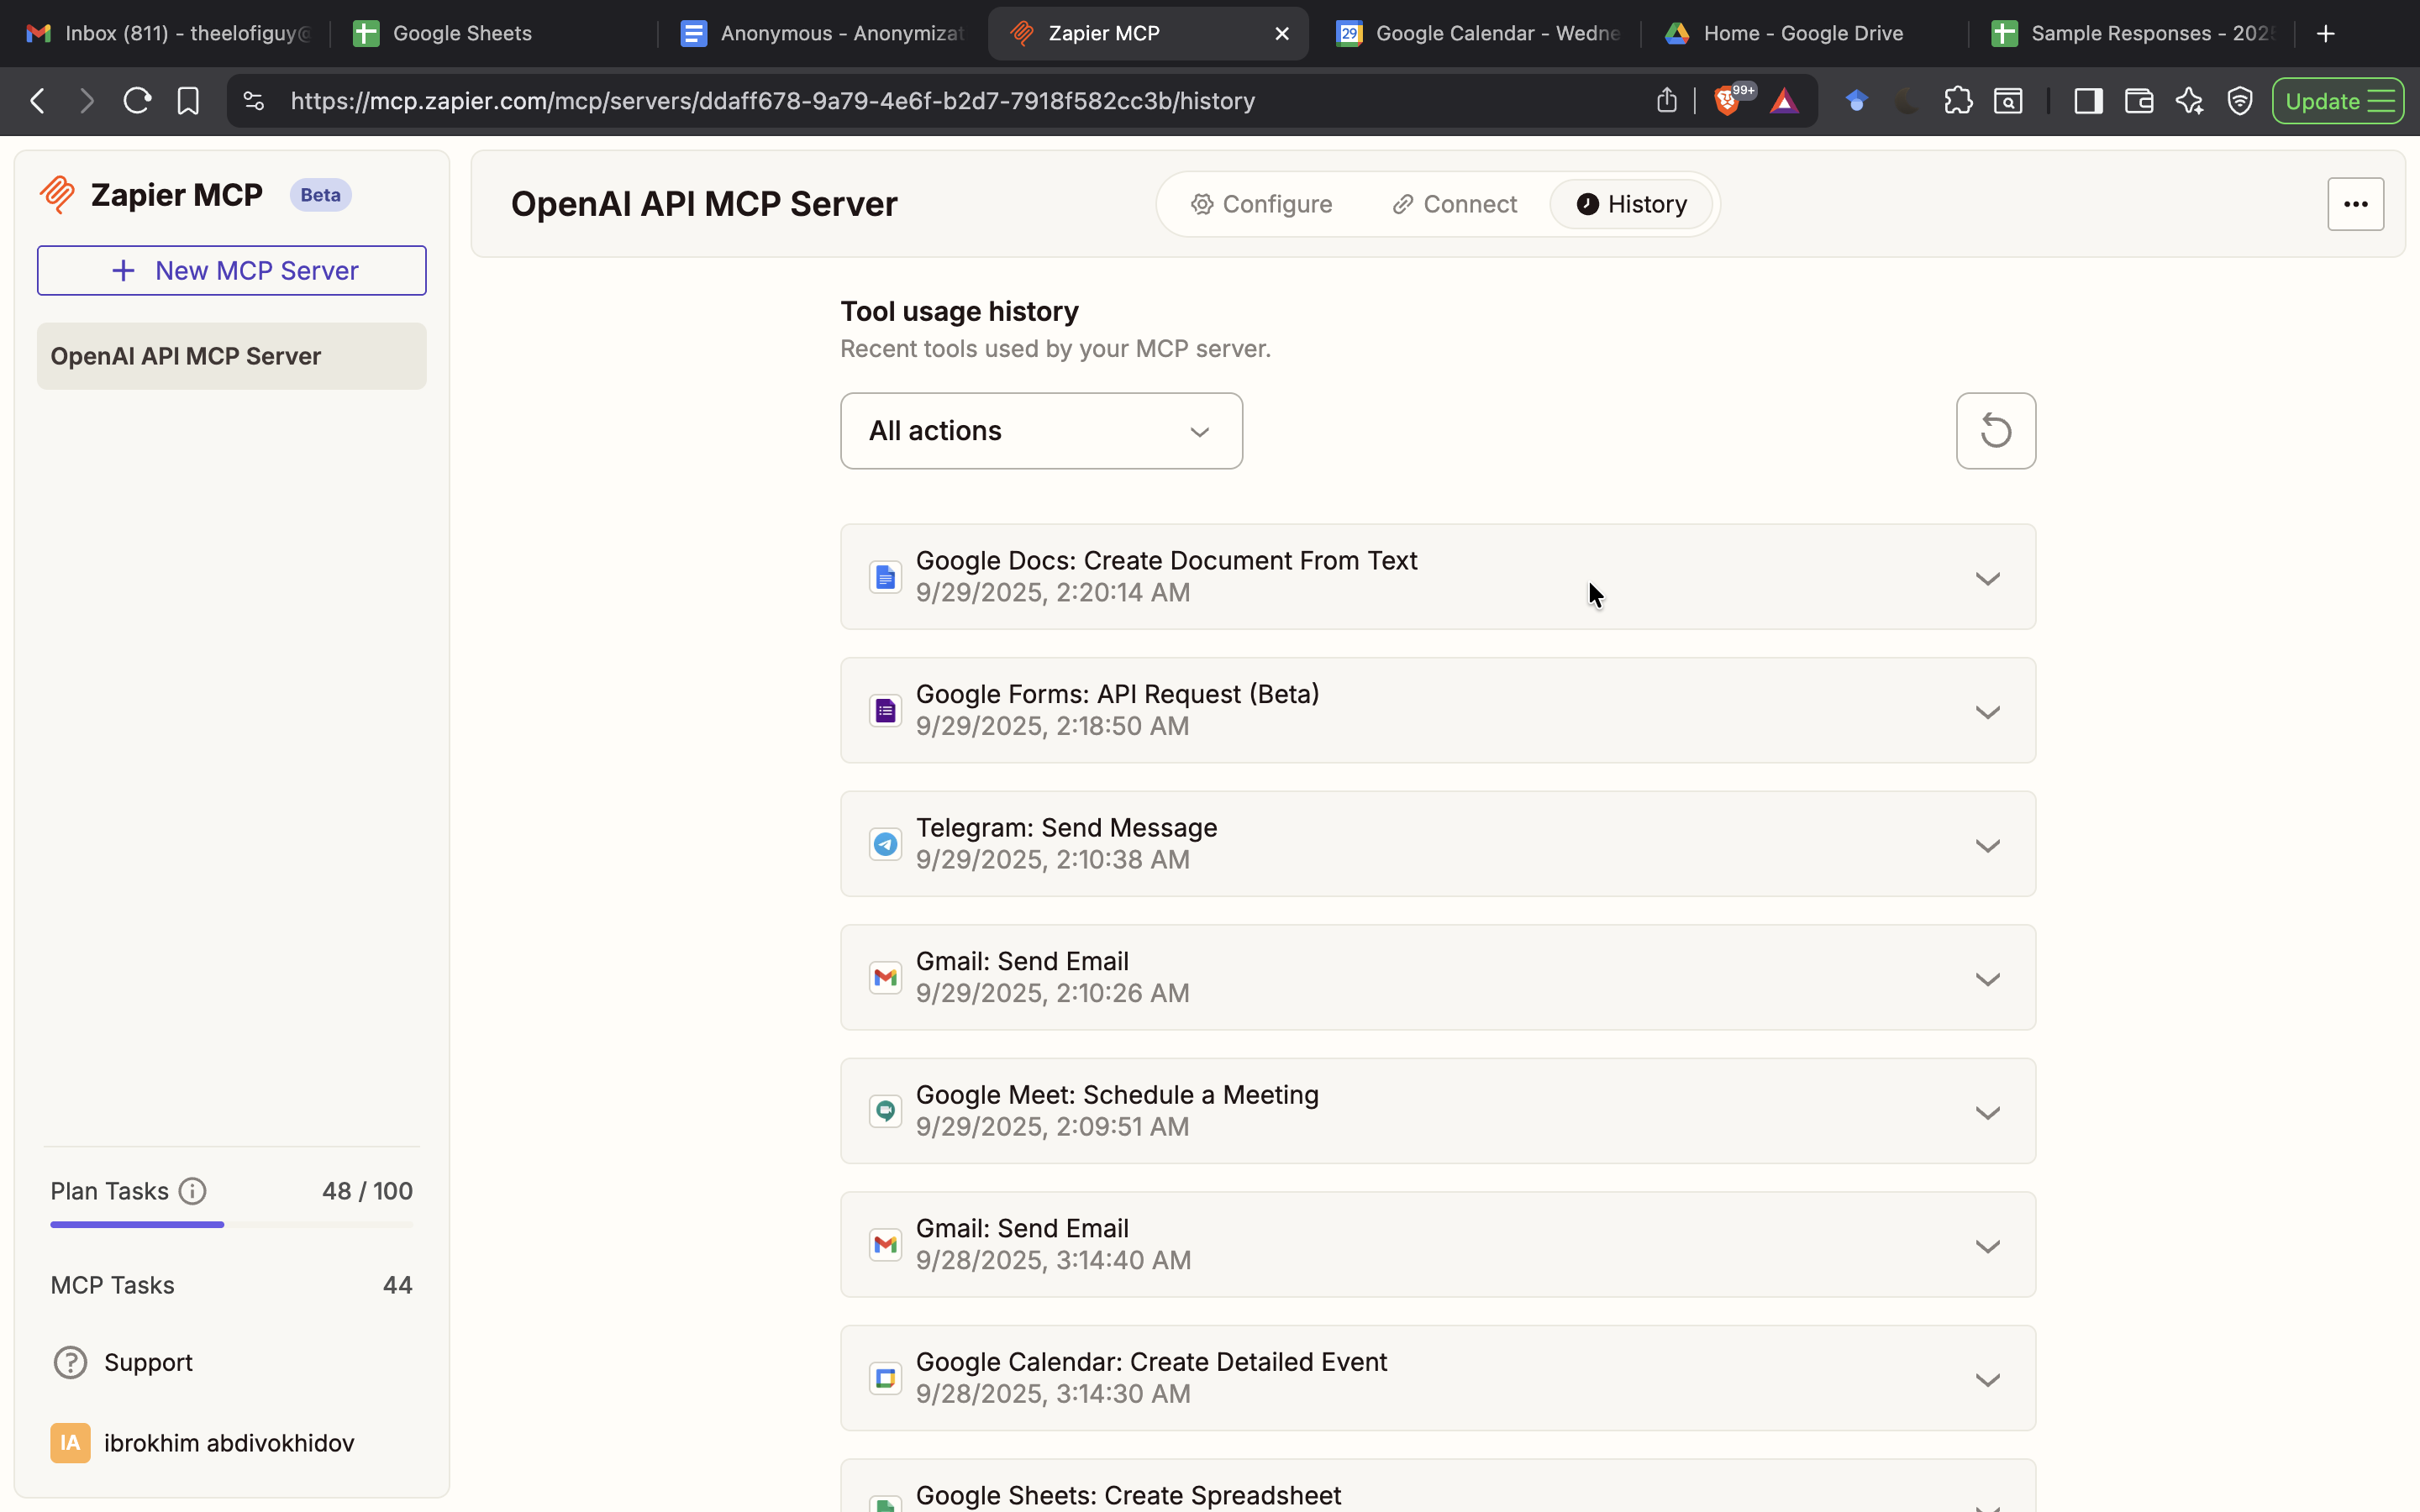 Inbox (811) - theelofiguy@
Google Sheets
Anonymous - Anonymizat
Zapier MCP
29
Google Calendar - Wedne
Home - Google Drive
Sample Responses - 202
https://mcp.zapier.com/mcp/servers/ddaff678-9a79-4e6f-b2d7-7918f582cc3b/history
99+
Update
Zapier MCP
Beta
New MCP Server
OpenAI API MCP Server
Plan Tasks
48 / 100
MCP Tasks
44
Support
IA
ibrokhim abdivokhidov
OpenAI API MCP Server
Configure
Connect
History
Tool usage history
Recent tools used by your MCP server.
All actions
Google Docs: Create Document From Text
9/29/2025, 2:20:14 AM
Google Forms: API Request (Beta)
9/29/2025, 2:18:50 AM
Telegram: Send Message
9/29/2025, 2:10:38 AM
Gmail: Send Email
9/29/2025, 2:10:26 AM
Google Meet: Schedule a Meeting
9/29/2025, 2:09:51 AM
Gmail: Send Email
9/28/2025, 3:14:40 AM
Google Calendar: Create Detailed Event
9/28/2025, 3:14:30 AM
Google Sheets: Create Spreadsheet